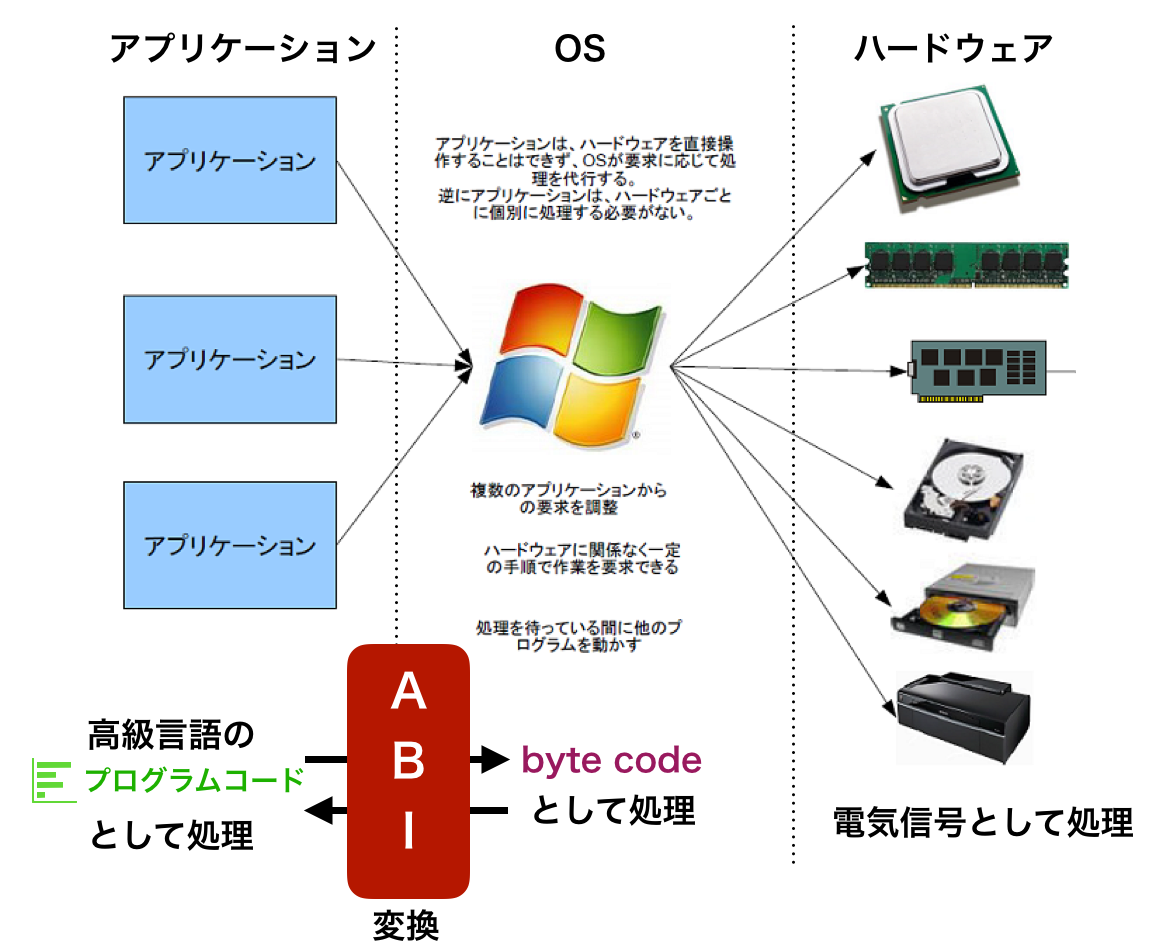 アプリケーション
OS
ハードウェア
アプリケーション
アプリケーションは、ハードウェアを直接操
作することはできず、OSが要求に応じて処
理を代行する。
逆にアプリケーションは、ハードウェアごと
に個別に処理する必要がない。
アプリケーション
アプリケーション
複数のアプリケーションから
の要求を調整
ハードウェアに関係なく一定
の手順で作業を要求できる
処理を待っている間に他のプ
ログラムを動かす
高級言語の
プログラムコード
として処理
A
B
I
変換
byte code
として処理
電気信号として処理